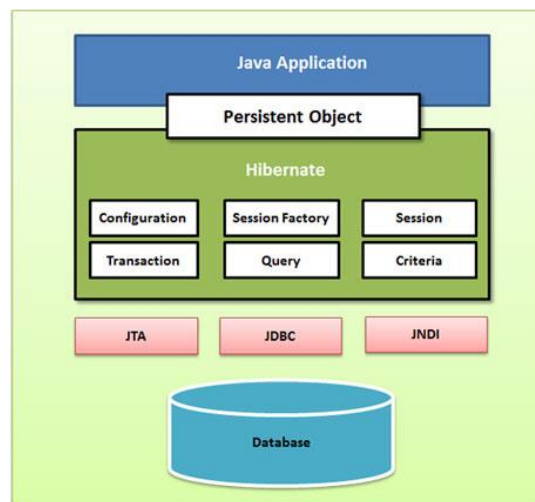 Java Application
Persistent Object
Hibernate
Configuration
Session Factory
Session
Transaction
Query
Criteria
JTA
JDBC
JNDI
Database